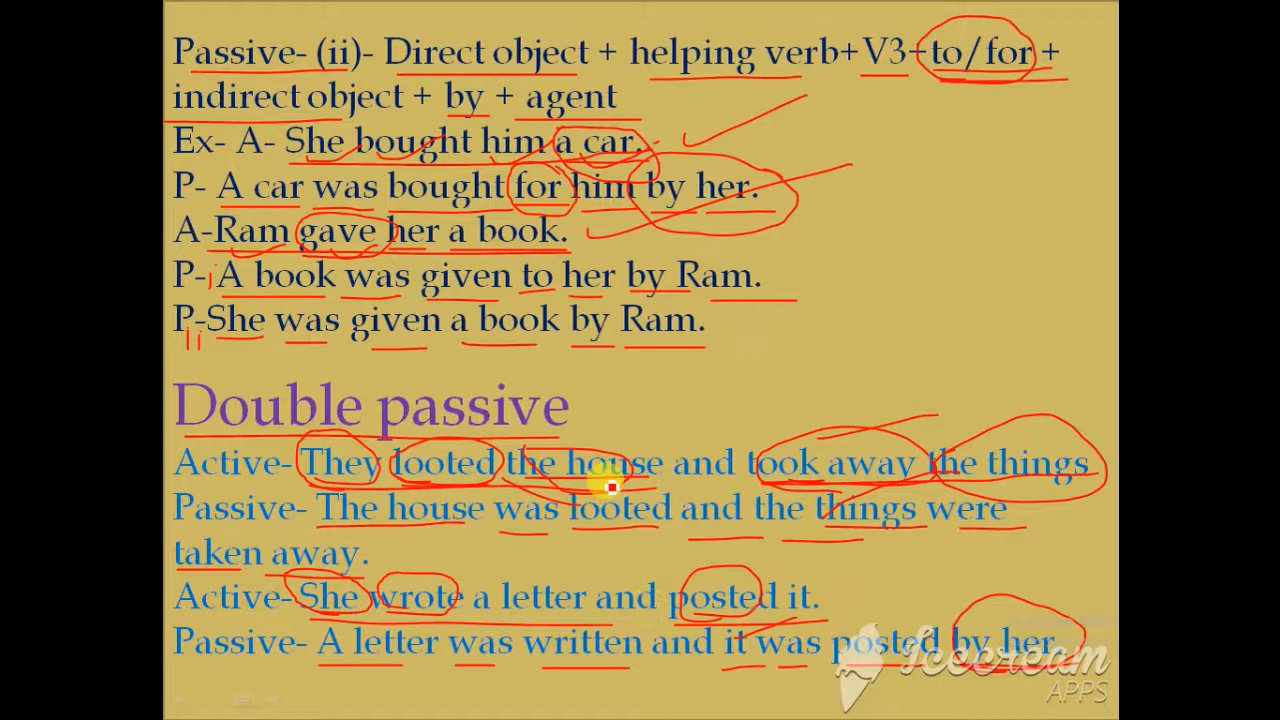 Passive- (ii)- Direct object + helping verb+V3+to/for +
indirect object + by + agent
Ex- A- She bought him a car.
P- A car was bought for him by her.
A-Ram gave her a book.
P- i A book was given to her by Ram.
P-She was given a book by Ram.
ii
Double passive
Active- They looted the house and took away the things
Passive- The house was looted and the things were
taken away.
Active- She wrote a letter and posted it.
Passive- A letter was written and it was posted by her
Icecream
APPS